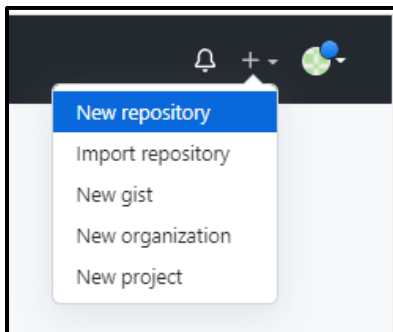 New repository
Import repository
New gist
New organization
New project